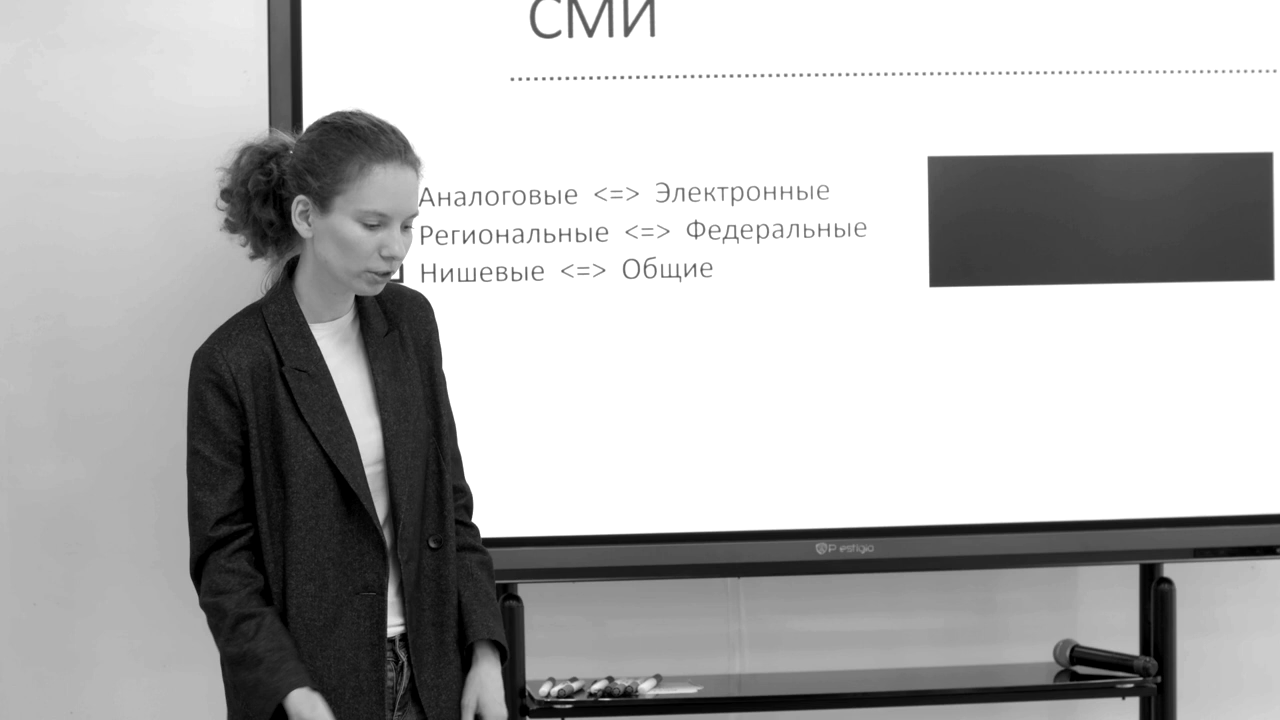 СМИ
Аналоговые <=> Электронные
Региональные <=> Федеральные
Нишевые <=> Общие
Prestigio